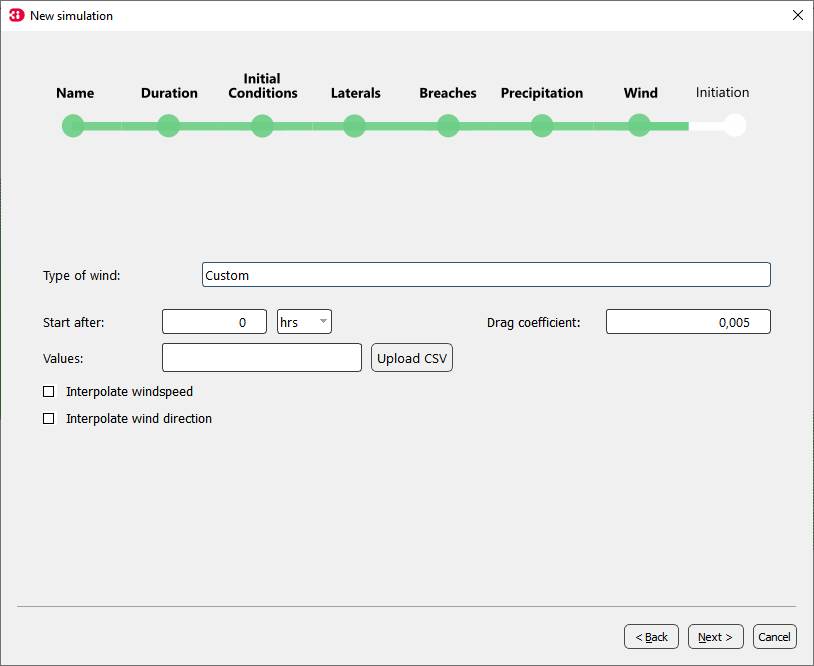 New simulation
Name
Duration
Initial
Conditions
Laterals
Breaches
Precipitation
Wind
Initiation
Type of wind:
Custom
Start after:
0
hrs
Drag coefficient:
0,005
Values:
Upload CSV
Interpolate windspeed
Interpolate wind direction
< Back
Next >
Cancel